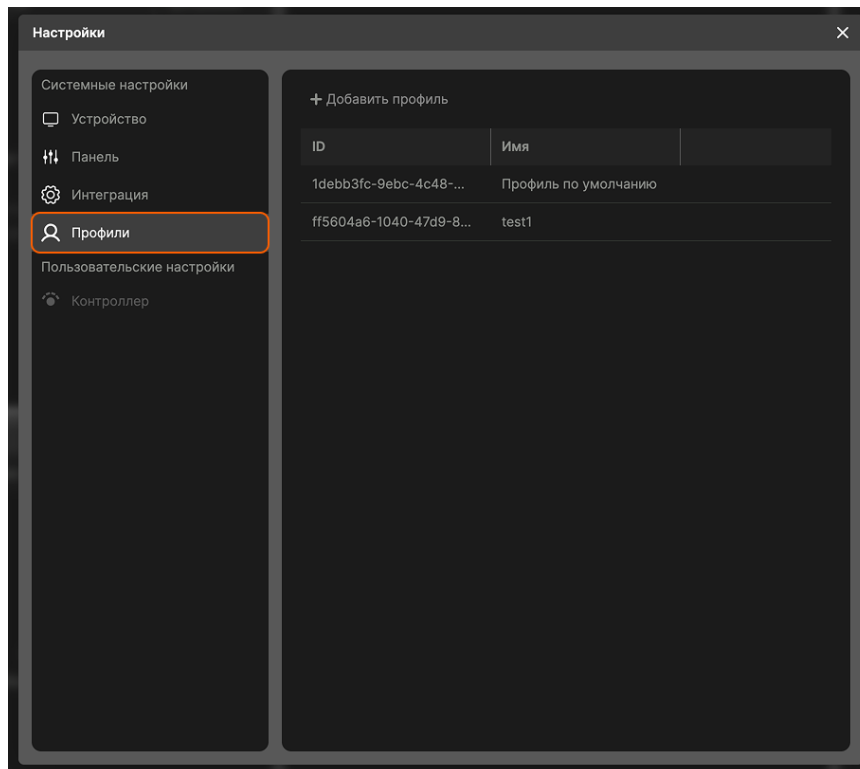 Настройки
Системные настройки
Устройство
Панель
Интеграция
Профили
Пользовательские настройки
Контроллер
Добавить профиль
ID Имя
1debb3fc-9ebc-4c48-... Профиль по умолчанию
ff5604a6-1040-47d9-8... test1